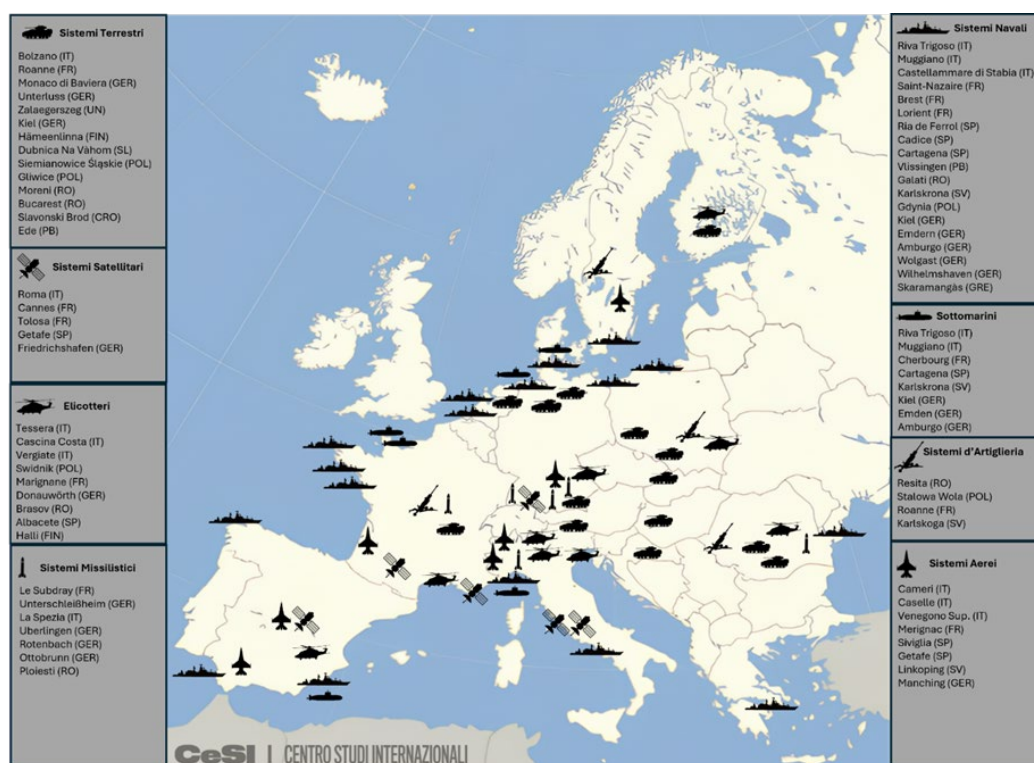 Sistemi Terrestri
Bolzano (IT)
Roanne (FR)
Monaco di Baviera (GER)
Unterluss (GER)
Zalaegerszeg (UN)
Kiel (GER)
Hämeenlinna (FIN)
Dubnica Na Vàhom (SL)
Siemianowice Śląskie (POL)
Gliwice (POL)
Moreni (RO)
Bucarest (RO)
Slavonski Brod (CRO)
Ede (PB)
Sistemi Satellitari
Roma (IT)
Cannes (FR)
Tolosa (FR)
Getafe (SP)
Friedrichshafen (GER)
Elicotteri
Tessera (IT)
Cascina Costa (IT)
Vergiate (IT)
Swidnik (POL)
Marignane (FR)
Donauwörth (GER)
Brasov (RO)
Albacete (SP)
Halli (FIN)
Sistemi Missilistici
Le Subdray (FR)
Unterschleißheim (GER)
La Spezia (IT)
Uberlingen (GER)
Rotenbach (GER)
Ottobrunn (GER)
Ploiesti (RO)
Sistemi Navali
Riva Trigoso (IT)
Muggiano (IT)
Castellammare di Stabia (IT)
Saint-Nazaire (FR)
Brest (FR)
Lorient (FR)
Ria de Ferrol (SP)
Cadice (SP)
Cartagena (SP)
Vlissingen (PB)
Galati (RO)
Karlskrona (SV)
Gdynia (POL)
Kiel (GER)
Emdern (GER)
Amburgo (GER)
Wolgast (GER)
Wilhelmshaven (GER)
Skaramangàs (GRE)
Sottomarini
Riva Trigoso (IT)
Muggiano (IT)
Cherbourg (FR)
Cartagena (SP)
Karlskrona (SV)
Kiel (GER)
Emden (GER)
Amburgo (GER)
Sistemi d'Artiglieria
Resita (RO)
Stalowa Wola (POL)
Roanne (FR)
Karlskoga (SV)
Sistemi Aerei
Cameri (IT)
Caselle (IT)
Venegono Sup. (IT)
Merignac (FR)
Siviglia (SP)
Getafe (SP)
Linkoping (SV)
Manching (GER)
CeSI | CENTRO STUDI INTERNAZIONALI